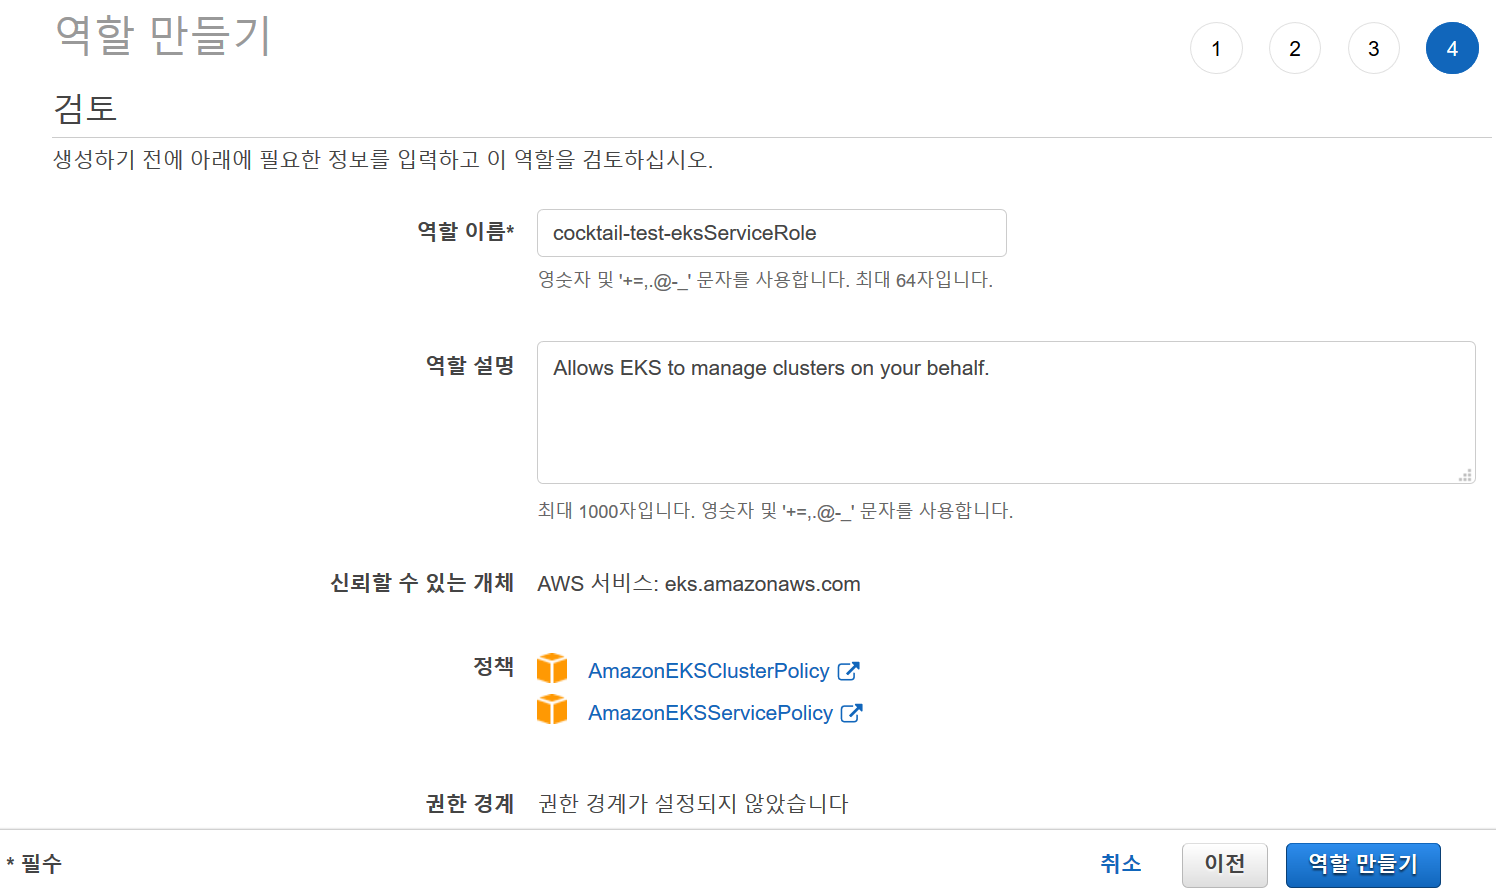 역할 만들기
1 2 3 4
검토
생성하기 전에 아래에 필요한 정보를 입력하고 이 역할을 검토하십시오.
역할 이름* cocktail-test-eksServiceRole
영숫자 및 '+=,.@-_' 문자를 사용합니다. 최대 64자입니다.
역할 설명 Allows EKS to manage clusters on your behalf.
최대 1000자입니다. 영숫자 및 '+=,.@-_' 문자를 사용합니다.
신뢰할 수 있는 개체 AWS 서비스: eks.amazonaws.com
정책 AmazonEKSClusterPolicy
AmazonEKSServicePolicy
권한 경계 권한 경계가 설정되지 않았습니다
* 필수 취소 이전 역할 만들기